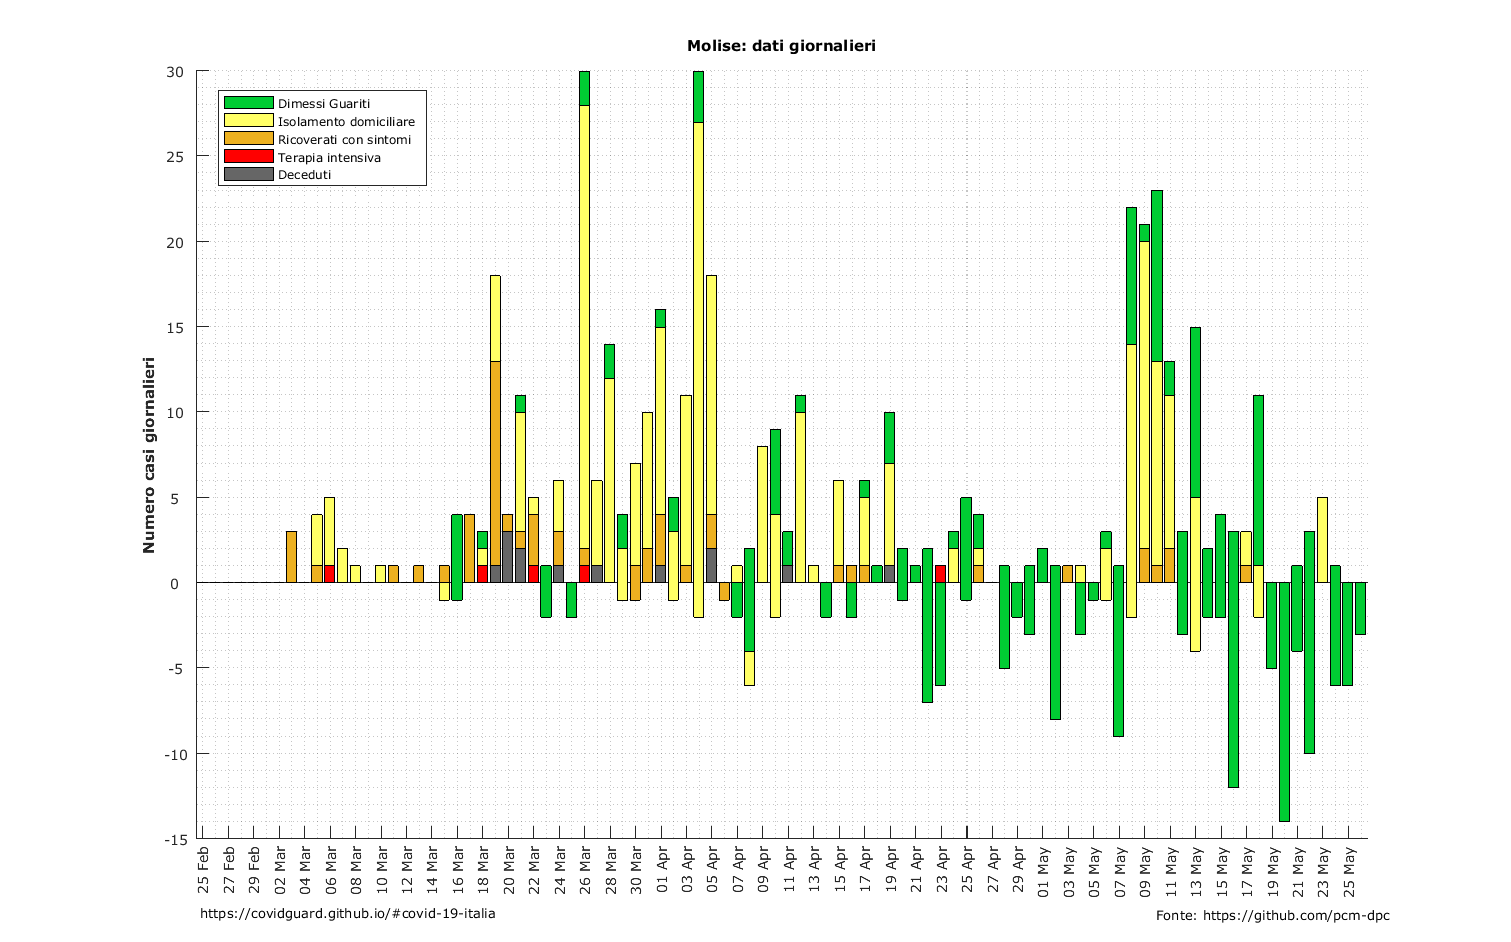 Molise: dati giornalieri
Numero casi giornalieri
30
25
20
15
10
5
0
-5
-10
-15
Dimessi Guariti
Isolamento domiciliare
Ricoverati con sintomi
Terapia intensiva
Deceduti
25 Feb
27 Feb
29 Feb
02 Mar
04 Mar
06 Mar
08 Mar
10 Mar
12 Mar
14 Mar
16 Mar
18 Mar
20 Mar
22 Mar
24 Mar
26 Mar
28 Mar
30 Mar
01 Apr
03 Apr
05 Apr
07 Apr
09 Apr
11 Apr
13 Apr
15 Apr
17 Apr
19 Apr
21 Apr
23 Apr
25 Apr
27 Apr
29 Apr
01 May
03 May
05 May
07 May
09 May
11 May
13 May
15 May
17 May
19 May
21 May
23 May
25 May
https://covidguard.github.io/#covid-19-italia
Fonte: https://github.com/pcm-dpc